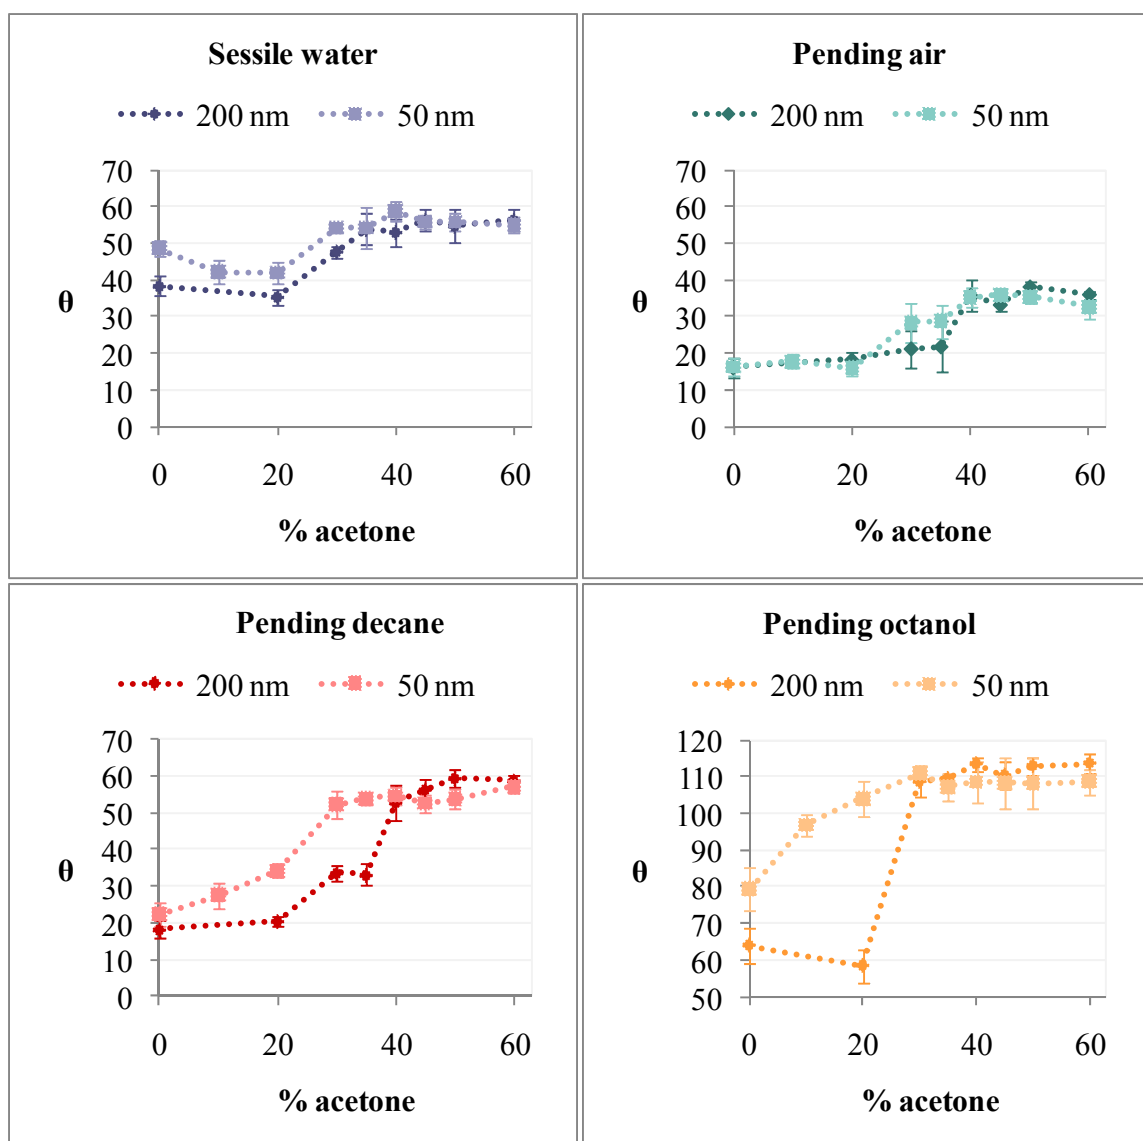 Sessile water
200 nm 50 nm
70
60
50
40
30
20
10
0
θ
0 20 40 60
% acetone
Pending air
200 nm 50 nm
70
60
50
40
30
20
10
0
θ
0 20 40 60
% acetone
Pending decane
200 nm 50 nm
70
60
50
40
30
20
10
0
θ
0 20 40 60
% acetone
Pending octanol
200 nm 50 nm
120
110
100
90
80
70
60
50
θ
0 20 40 60
% acetone